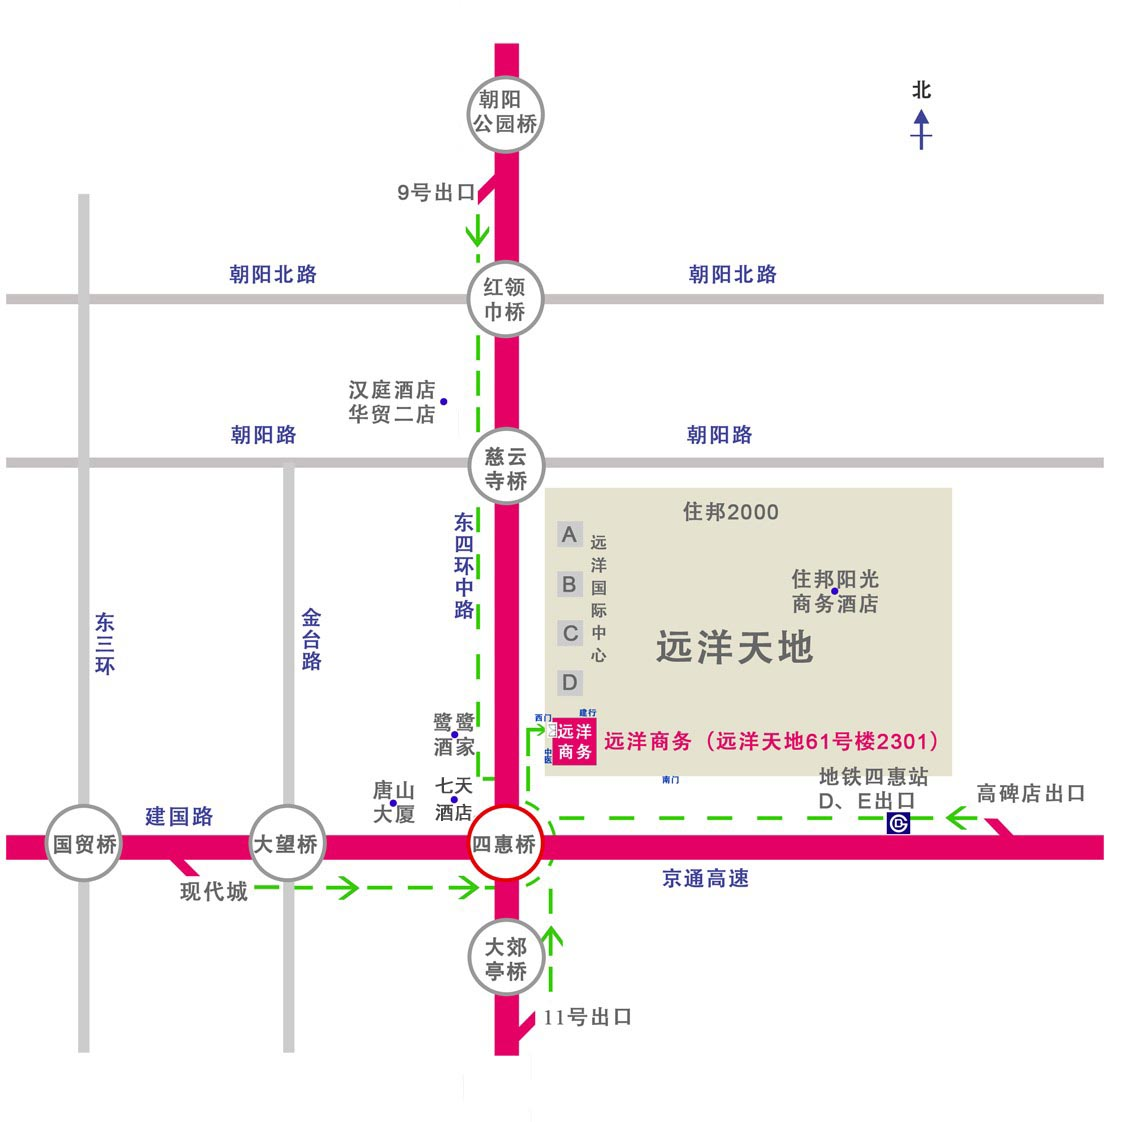 朝阳
公园桥
北
9号出口
朝阳北路
朝阳北路
红领
巾桥
汉庭酒店
华贸二店
朝阳路
朝阳路
慈云
寺桥
住邦2000
东四环中路
A
B
C
D
远洋国际中心
住邦阳光
商务酒店
远洋天地
东三环
金台路
鹭鹭
酒家
西门
建行
远洋
商务
中医
远洋商务（远洋天地61号楼2301）
南门
地铁四惠站
D、E出口
高碑店出口
唐山
大厦
七天
酒店
建国路
国贸桥
大望桥
四惠桥
现代城
京通高速
大郊
亭桥
11号出口